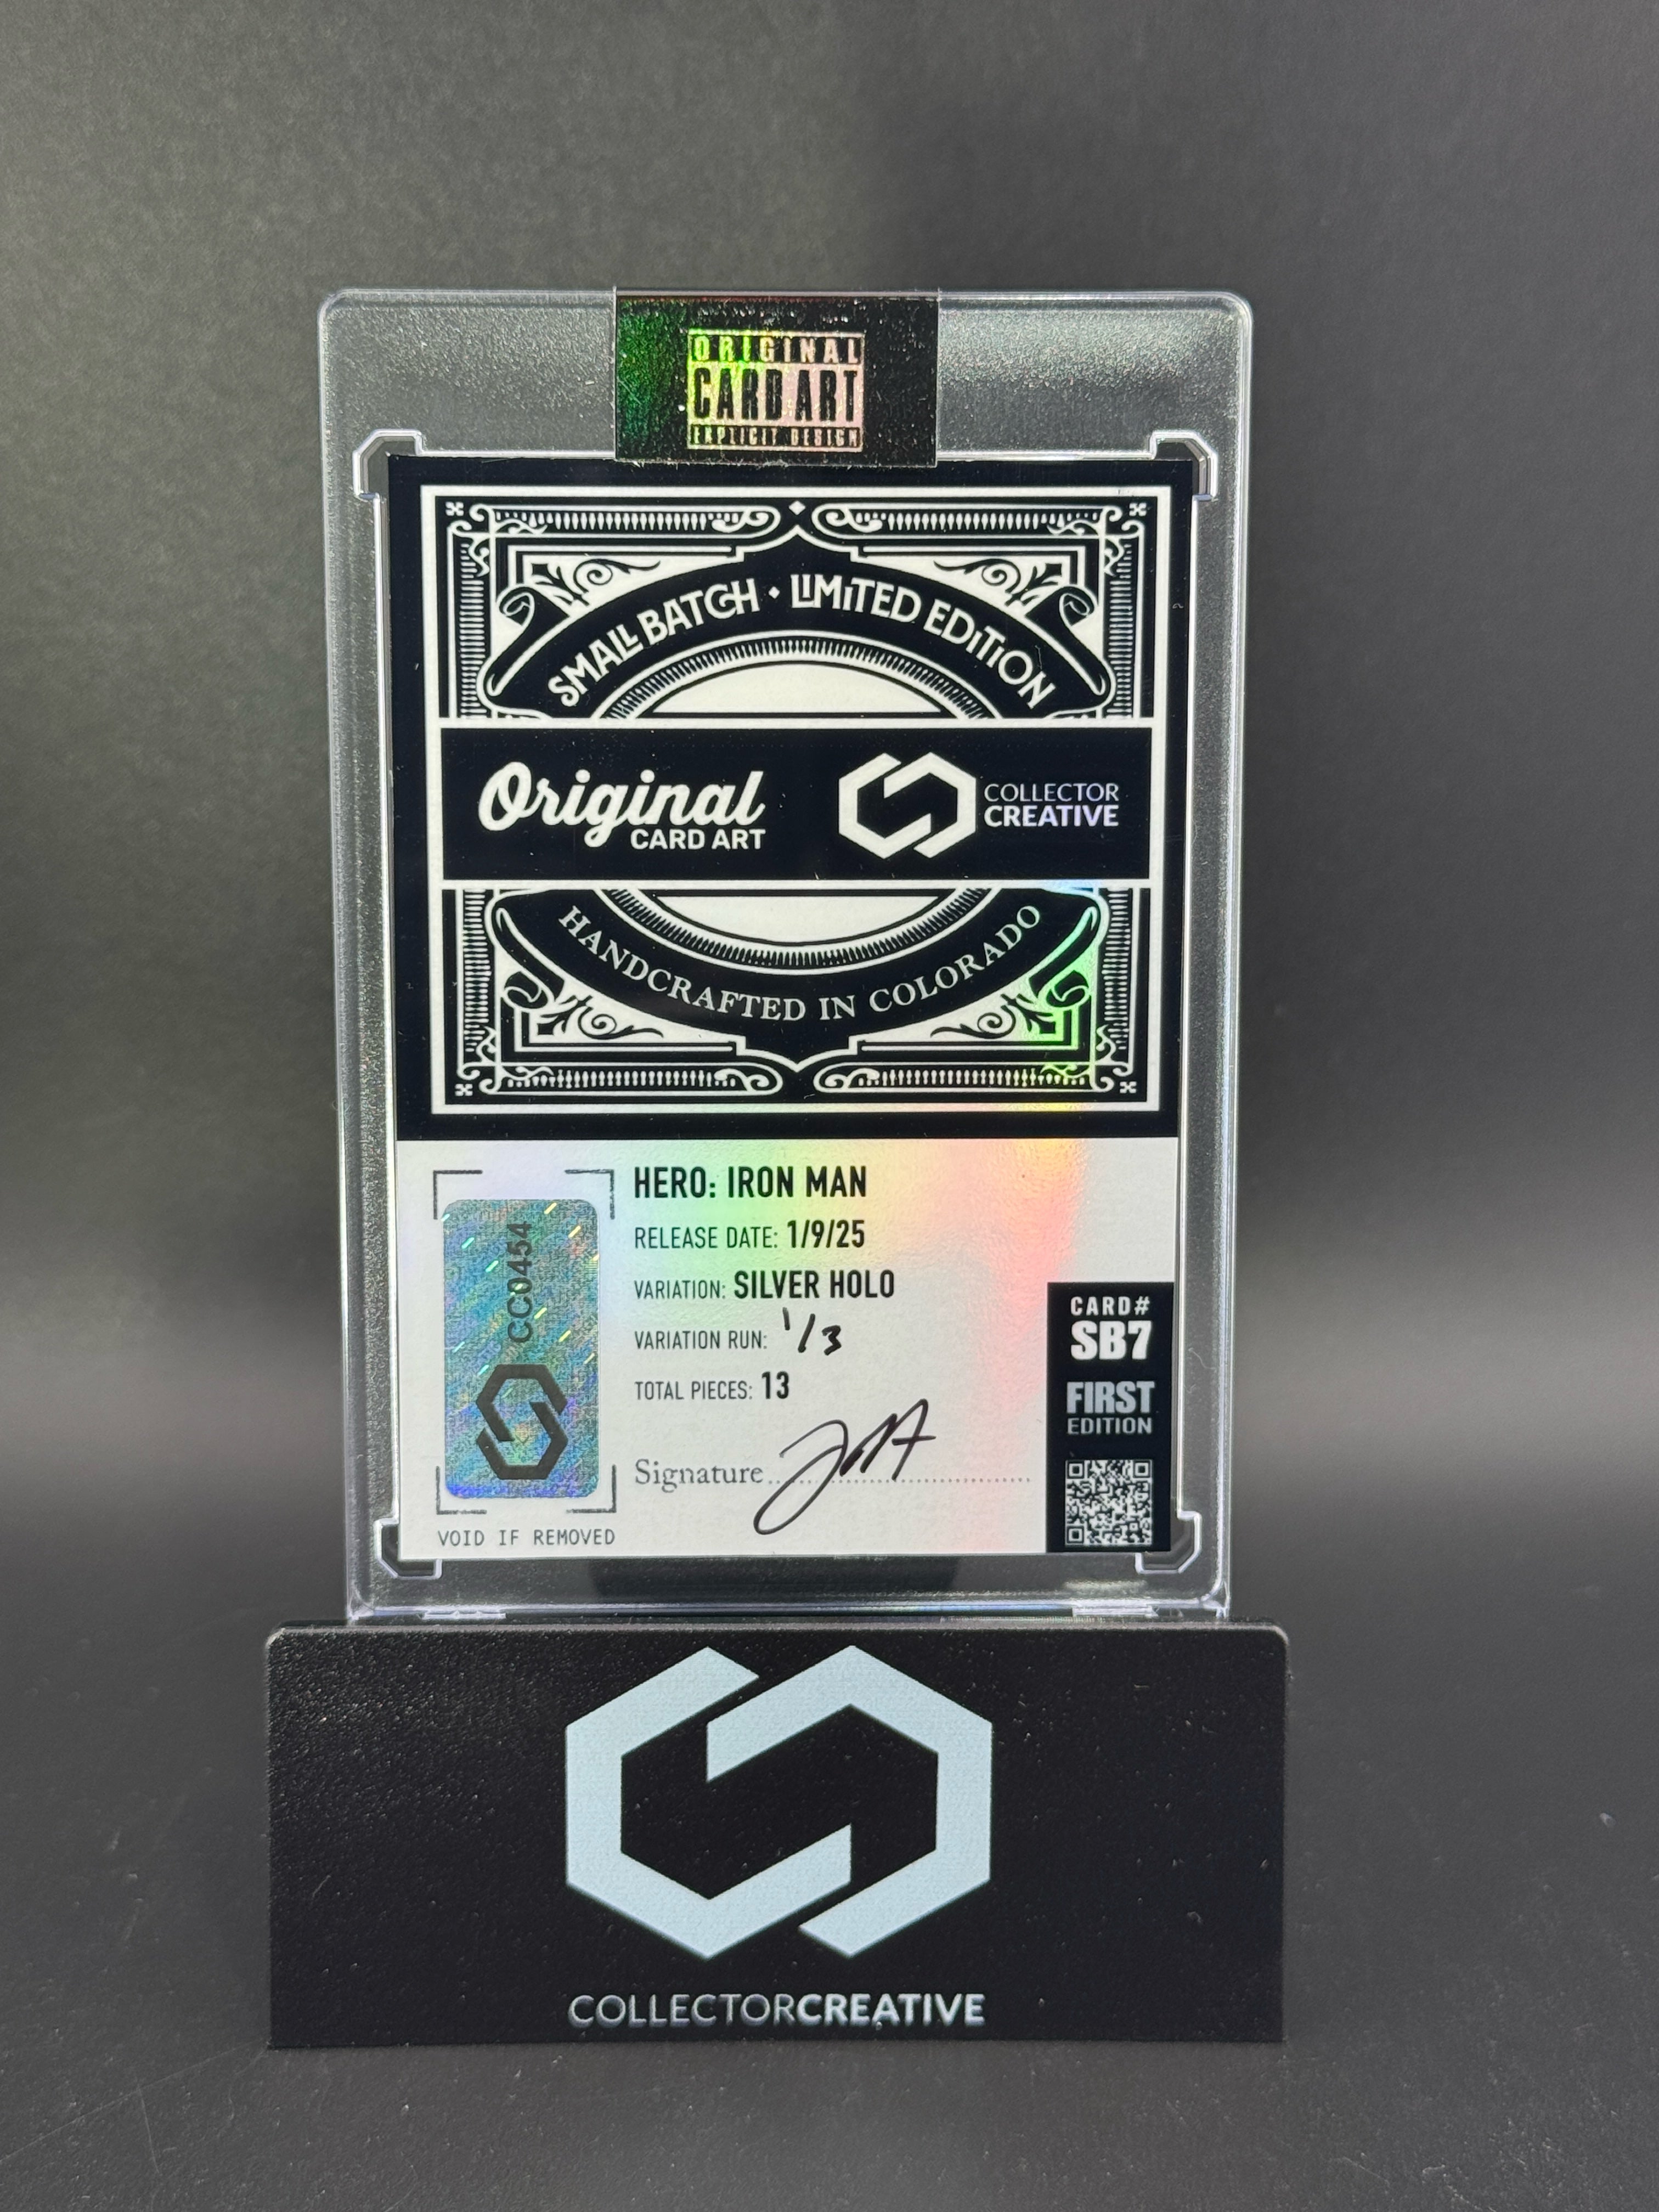 ORIGINAL
CARD ART
EXPLICIT DESIGN
SMALL BATCH • LIMITED EDITION
Original
CARD ART
COLLECTOR
CREATIVE
HANDCRAFTED IN COLORADO
HERO: IRON MAN
RELEASE DATE: 1/9/25
VARIATION: SILVER HOLO
VARIATION RUN: 1/3
TOTAL PIECES: 13
Signature
CC0454
VOID IF REMOVED
CARD#
SB7
FIRST
EDITION
COLLECTORCREATIVE